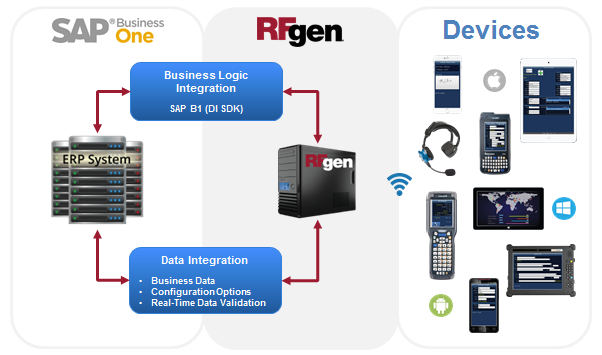 SAP® Business One
RFgen
Devices
Business Logic
Integration
SAP B1 (DI SDK)
ERP System
RFgen
Data Integration
• Business Data
• Configuration Options
• Real-Time Data Validation